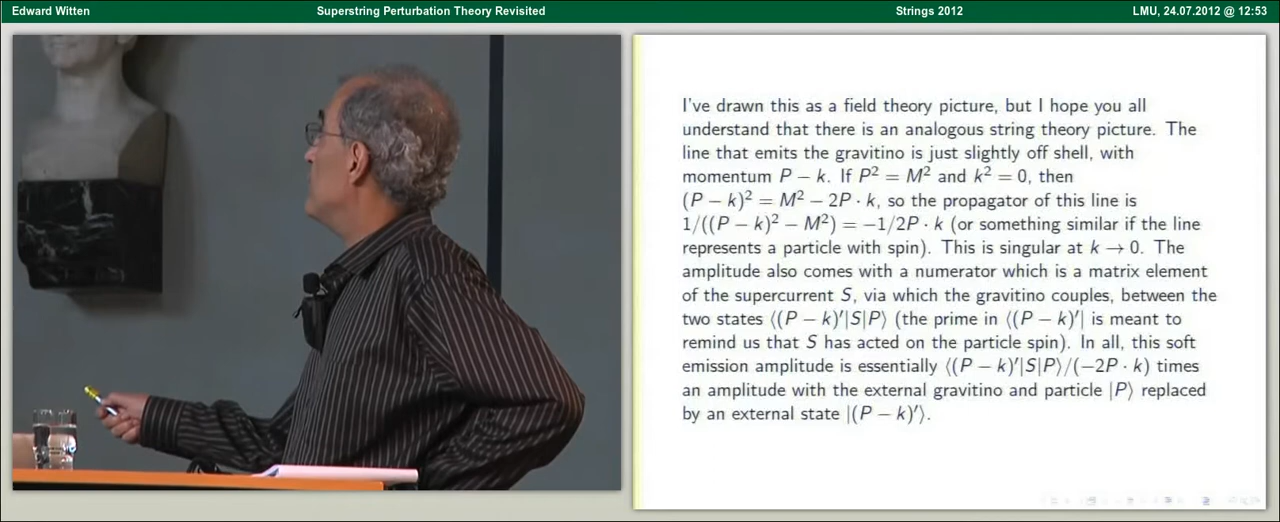 Edward Witten
Superstring Perturbation Theory Revisited
Strings 2012
LMU, 24.07.2012 @ 12:53
I've drawn this as a field theory picture, but I hope you all
understand that there is an analogous string theory picture. The
line that emits the gravitino is just slightly off shell, with
momentum P − k. If P² = M² and k² = 0, then
(P − k)² = M² − 2P · k, so the propagator of this line is
1/((P − k)² − M²) = −1/2P · k (or something similar if the line
represents a particle with spin). This is singular at k → 0. The
amplitude also comes with a numerator which is a matrix element
of the supercurrent S, via which the gravitino couples, between the
two states ⟨(P − k)′|S|P⟩ (the prime in ⟨(P − k)′| is meant to
remind us that S has acted on the particle spin). In all, this soft
emission amplitude is essentially ⟨(P − k)′|S|P⟩/(−2P · k) times
an amplitude with the external gravitino and particle |P⟩ replaced
by an external state |(P − k)′⟩.